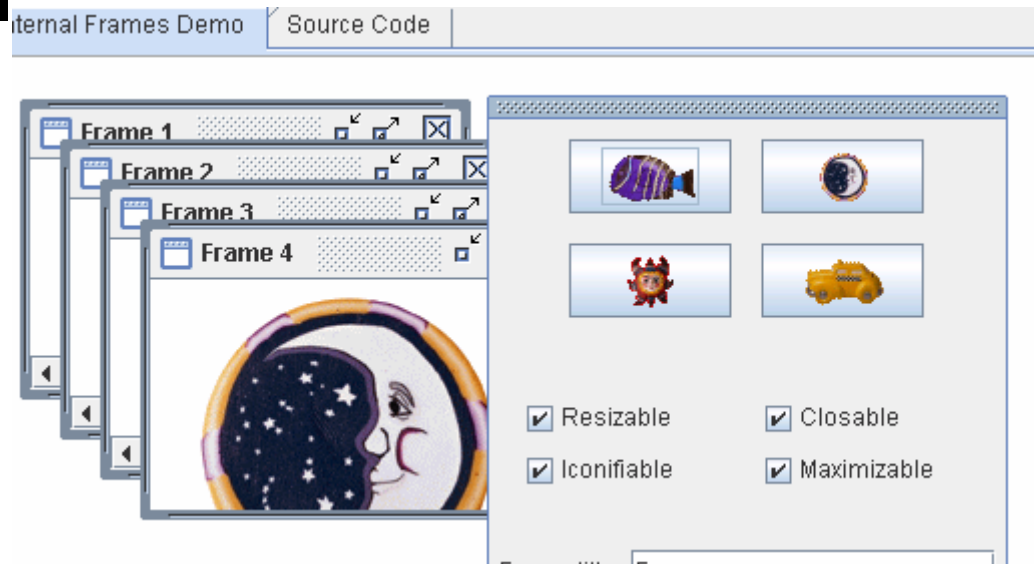 ternal Frames Demo
Source Code
Frame 1
Frame 2
Frame 3
Frame 4
Resizable
Closable
Iconifiable
Maximizable